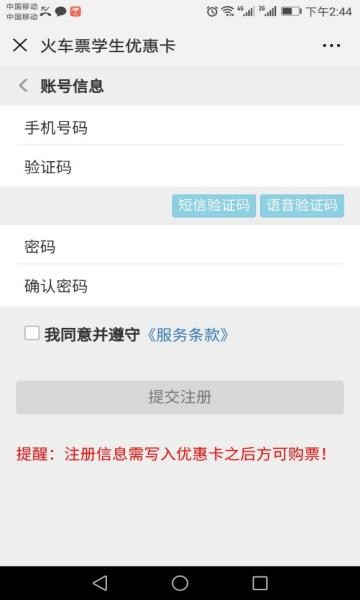 中国移动
中国移动
4G
2G
下午2:44
火车票学生优惠卡
账号信息
手机号码
验证码
短信验证码 语音验证码
密码
确认密码
我同意并遵守《服务条款》
提交注册
提醒：注册信息需写入优惠卡之后方可购票！